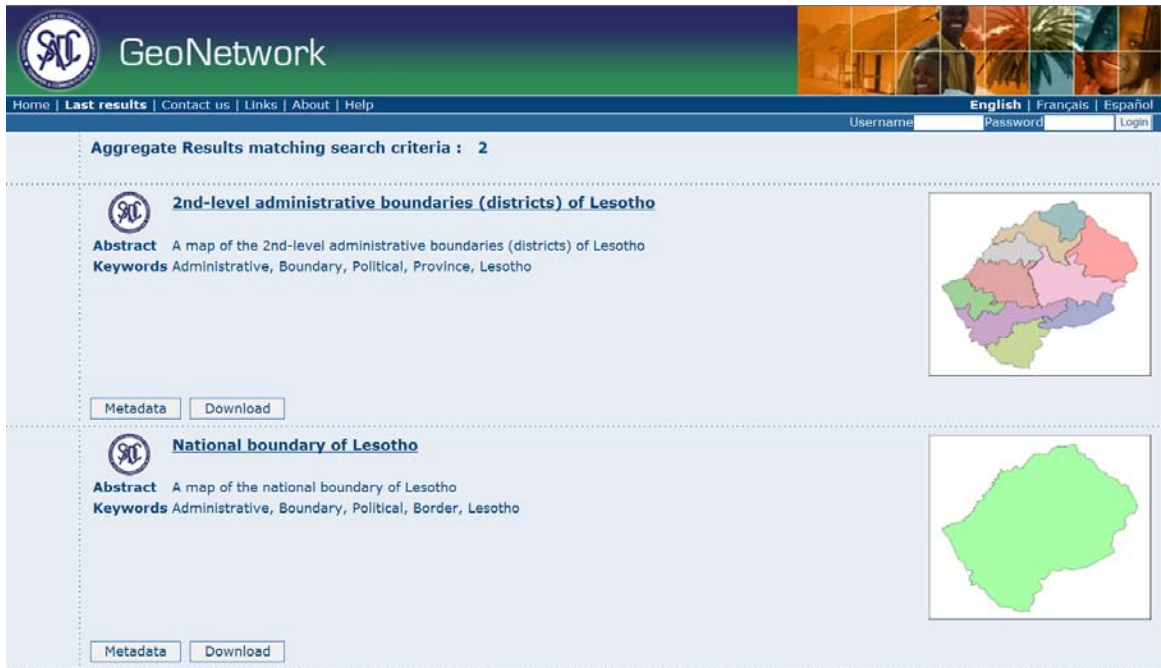 SADC
GeoNetwork
Home | Last results | Contact us | Links | About | Help
English | Français | Español
Username Password Login
Aggregate Results matching search criteria : 2
2nd-level administrative boundaries (districts) of Lesotho
Abstract A map of the 2nd-level administrative boundaries (districts) of Lesotho
Keywords Administrative, Boundary, Political, Province, Lesotho
Metadata Download
National boundary of Lesotho
Abstract A map of the national boundary of Lesotho
Keywords Administrative, Boundary, Political, Border, Lesotho
Metadata Download